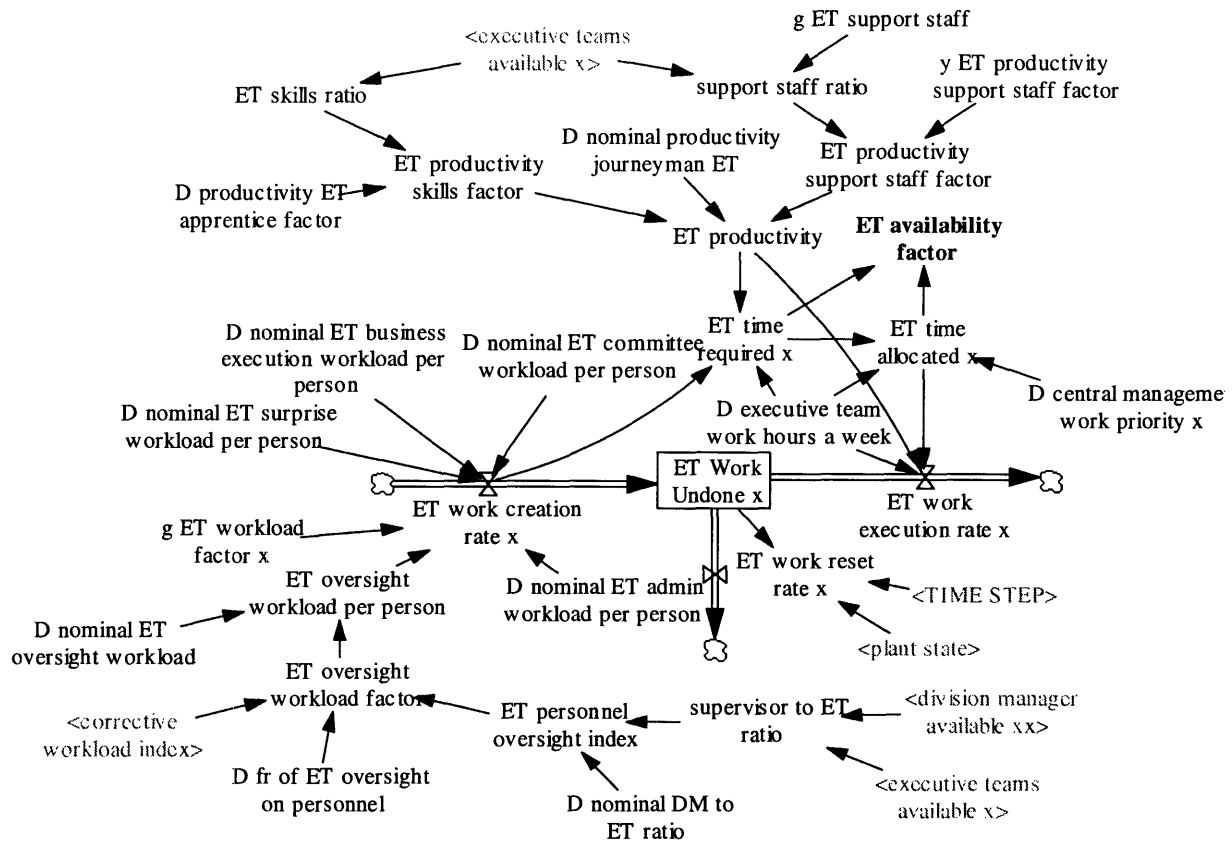 g ET support staff
<executive teams
available x>
y ET productivity
support staff factor
ET skills ratio
support staff ratio
D nominal productivity
journeyman ET
ET productivity
support staff factor
ET productivity
skills factor
D productivity ET
apprentice factor
ET productivity
ET availability
factor
D nominal ET business
execution workload per
person
D nominal ET committee
workload per person
ET time
required x
ET time
allocated x
D central manageme
work priority x
D nominal ET surprise
workload per person
D executive team
work hours a week
ET Work
Undone x
ET work creation
rate x
ET work
execution rate x
g ET workload
factor x
ET work reset
rate x
ET oversight
workload per person
D nominal ET admin
workload per person
<TIME STEP>
D nominal ET
oversight workload
<plant state>
ET oversight
workload factor
<corrective
workload index>
ET personnel
oversight index
supervisor to ET
ratio
<division manager
available xx>
D fr of ET oversight
on personnel
D nominal DM to
ET ratio
<executive teams
available x>